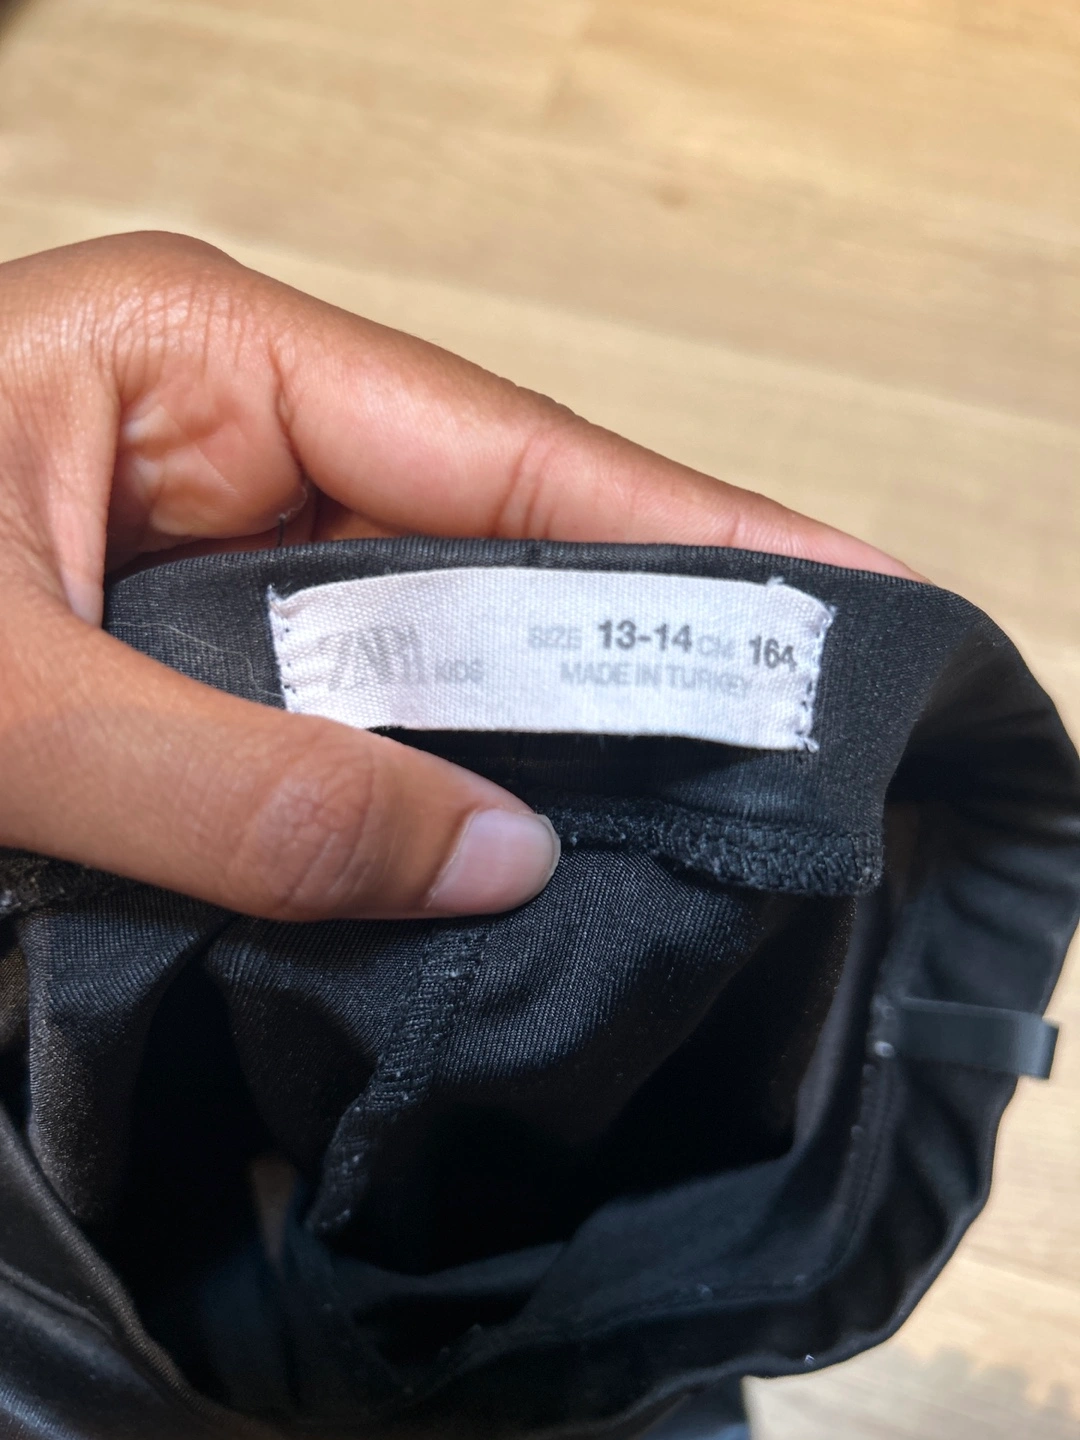 ZARA KIDS
SIZE 13-14 CM 164
MADE IN TURKEY